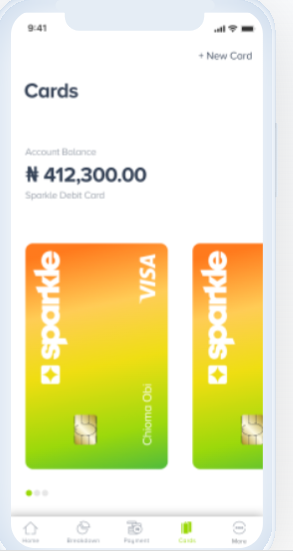 9:41
+ New Card
Cards
Account Balance
₦ 412,300.00
Sparkle Debit Card
sparkle
VISA
Chioma Obi
sparkle
Home Breakdown Payment Cards More